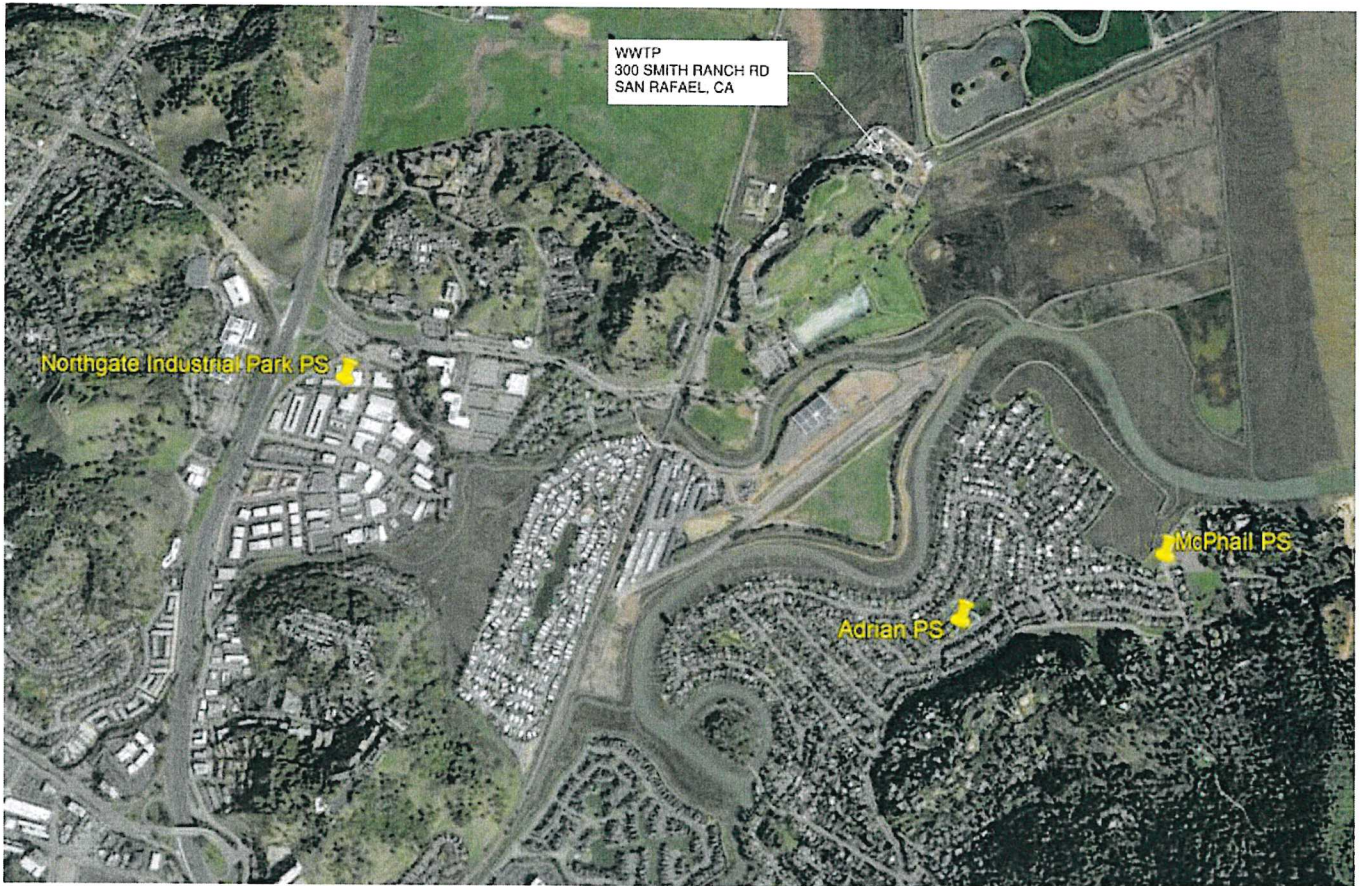 WWTP
300 SMITH RANCH RD
SAN RAFAEL, CA
Northgate Industrial Park PS
McPhail PS
Adrian PS